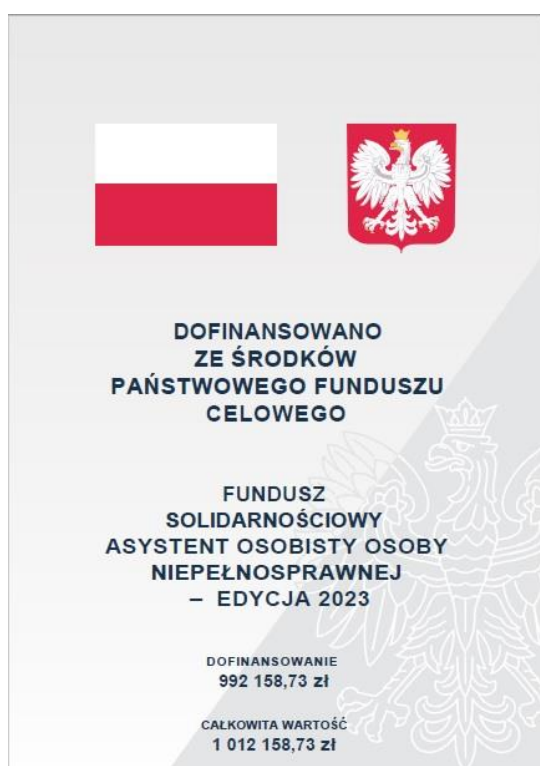 DOFINANSOWANO
ZE ŚRODKÓW
PAŃSTWOWEGO FUNDUSZU
CELOWEGO
FUNDUSZ
SOLIDARNOŚCIOWY
ASYSTENT OSOBISTY OSOBY
NIEPEŁNOSPRAWNEJ
– EDYCJA 2023
DOFINANSOWANIE
992 158,73 zł
CAŁKOWITA WARTOŚĆ
1 012 158,73 zł